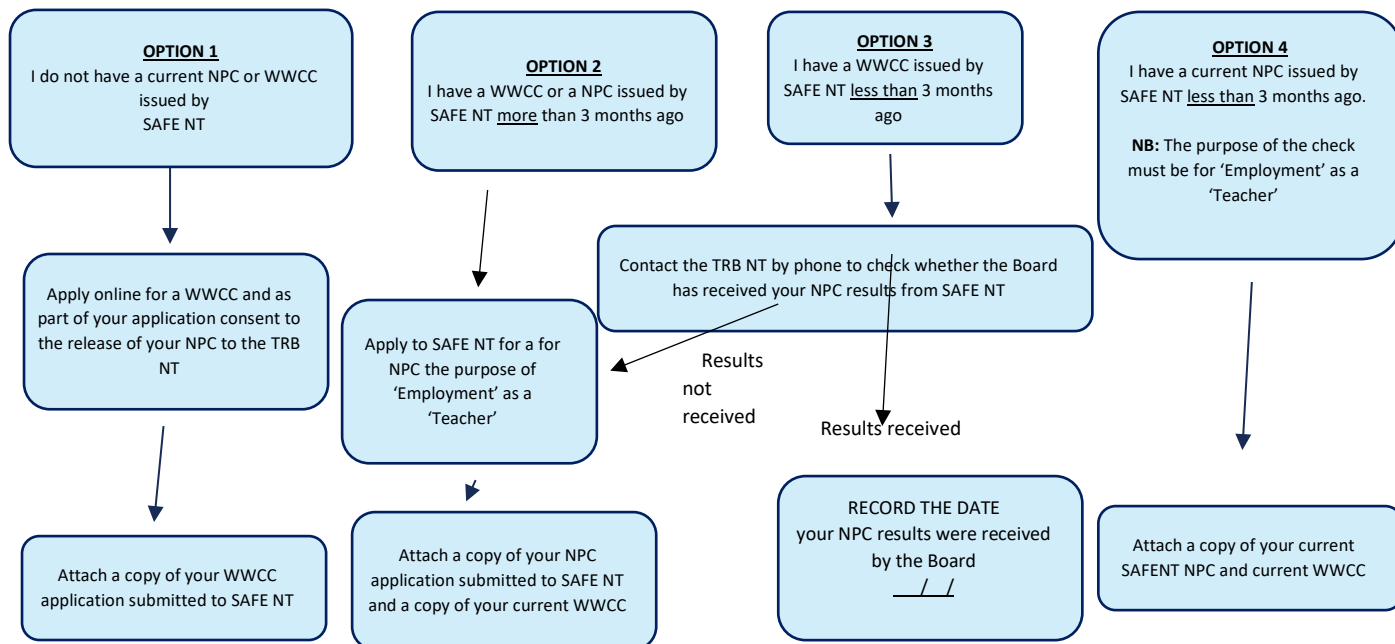 OPTION 1
I do not have a current NPC or WWCC
issued by
SAFE NT
OPTION 2
I have a WWCC or a NPC issued by
SAFE NT more than 3 months ago
OPTION 3
I have a WWCC issued by
SAFE NT less than 3 months
ago
OPTION 4
I have a current NPC issued by
SAFE NT less than 3 months ago.
NB: The purpose of the check
must be for ‘Employment’ as a
‘Teacher’
Apply online for a WWCC and as
part of your application consent to
the release of your NPC to the TRB
NT
Apply to SAFE NT for a for
NPC the purpose of
‘Employment’ as a
‘Teacher’
Contact the TRB NT by phone to check whether the Board
has received your NPC results from SAFE NT
Results
not
received
Results received
Attach a copy of your WWCC
application submitted to SAFE NT
Attach a copy of your NPC
application submitted to SAFE NT
and a copy of your current WWCC
RECORD THE DATE
your NPC results were received
by the Board
___/__/__
Attach a copy of your current
SAFENT NPC and current WWCC